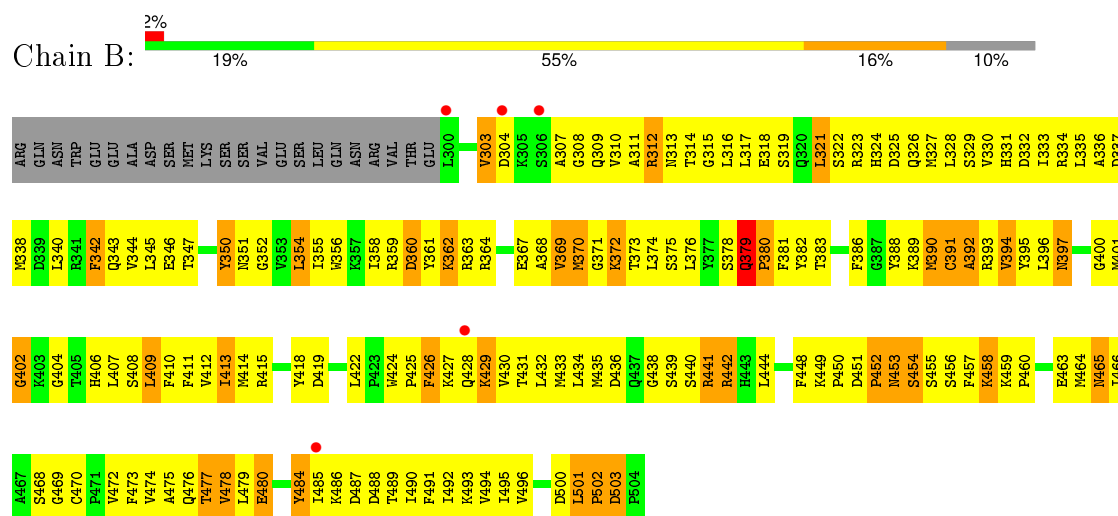 2%
Chain B:
19% 55% 16% 10%
ARG GLN ASN TRP GLU GLU ALA ASP SER MET LYS SER SER VAL GLU SER LEU GLN ASN ARG VAL THR GLU L300 V303 D304 K305 S306 A307 G308 Q309 V310 A311 R312 N313 T314 G315 L316 L317 E318 S319 Q320 L321 S322 R323 H324 D325 Q326 M327 L328 S329 V330 H331 D332 I333 R334 L335 A336 D337
M338 D339 L340 R341 F342 Q343 V344 L345 E346 T347 Y350 N351 G352 V353 L354 I355 W356 K357 I358 R359 D360 Y361 K362 R363 R364 E367 A368 V369 M370 G371 K372 T373 L374 S375 L376 Y377 S378 Q379 P380 F381 Y382 T383 F386 G387 Y388 K389 M390 C391 A392 R393 V394 Y395 L396 N397 G400 M401
G402 K403 G404 T405 H406 L407 S408 L409 F410 F411 V412 I413 M414 R415 Y418 D419 L422 P423 W424 P425 F426 K427 Q428 K429 V430 T431 L432 M433 L434 M435 D436 Q437 G438 S439 S440 R441 R442 H443 L444 F448 K449 P450 D451 P452 N453 S454 S455 S456 F457 K458 K459 P460 E463 M464 N465 I466
A467 S468 G469 C470 P471 V472 F473 V474 A475 Q476 T477 V478 L479 E480 Y484 I485 K486 D487 D488 T489 I490 F491 I492 K493 V494 I495 V496 D500 L501 P502 D503 P504